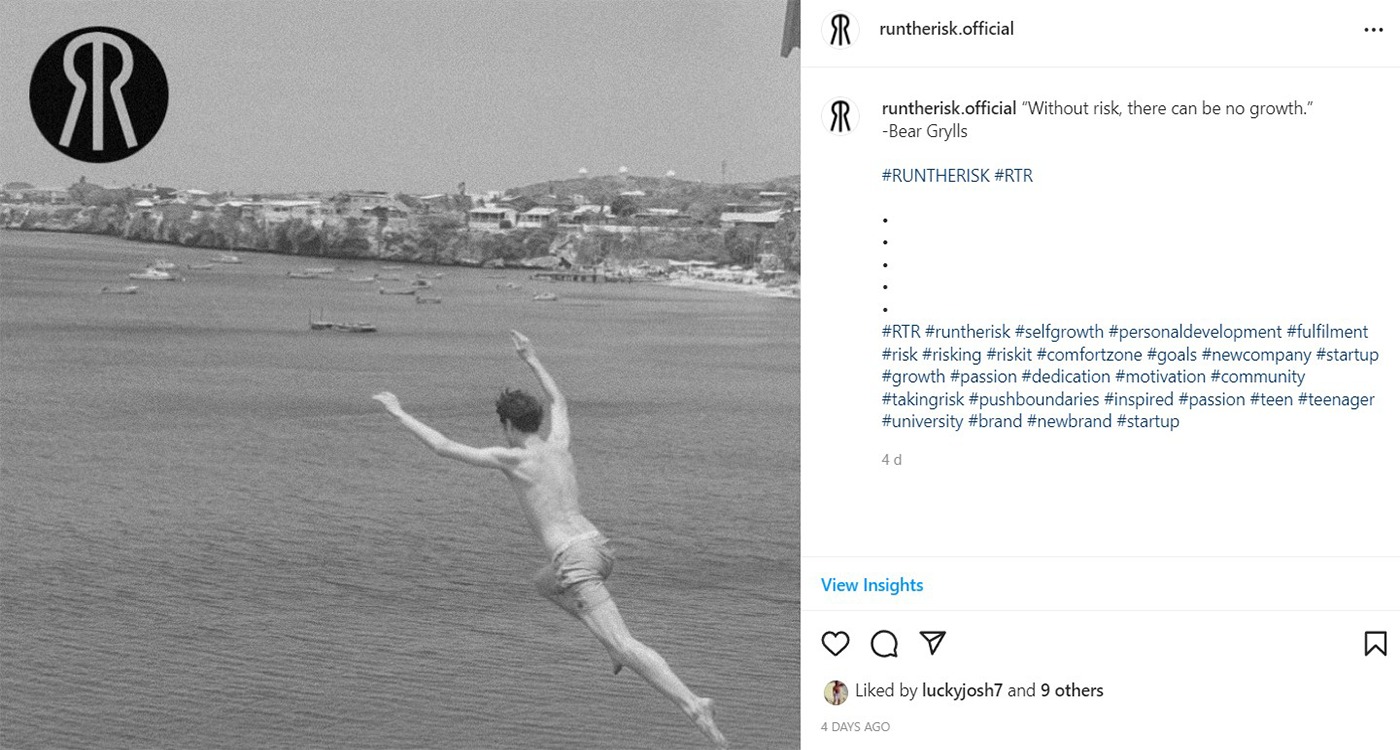 runtherisk.official
runtherisk.official “Without risk, there can be no growth.”
-Bear Grylls
#RUNTHERISK #RTR
•
•
•
•
•
#RTR #runtherisk #selfgrowth #personaldevelopment #fulfilment
#risk #risking #riskit #comfortzone #goals #newcompany #startup
#growth #passion #dedication #motivation #community
#takingrisk #pushboundaries #inspired #passion #teen #teenager
#university #brand #newbrand #startup
4 d
View Insights
Liked by luckyjosh7 and 9 others
4 DAYS AGO